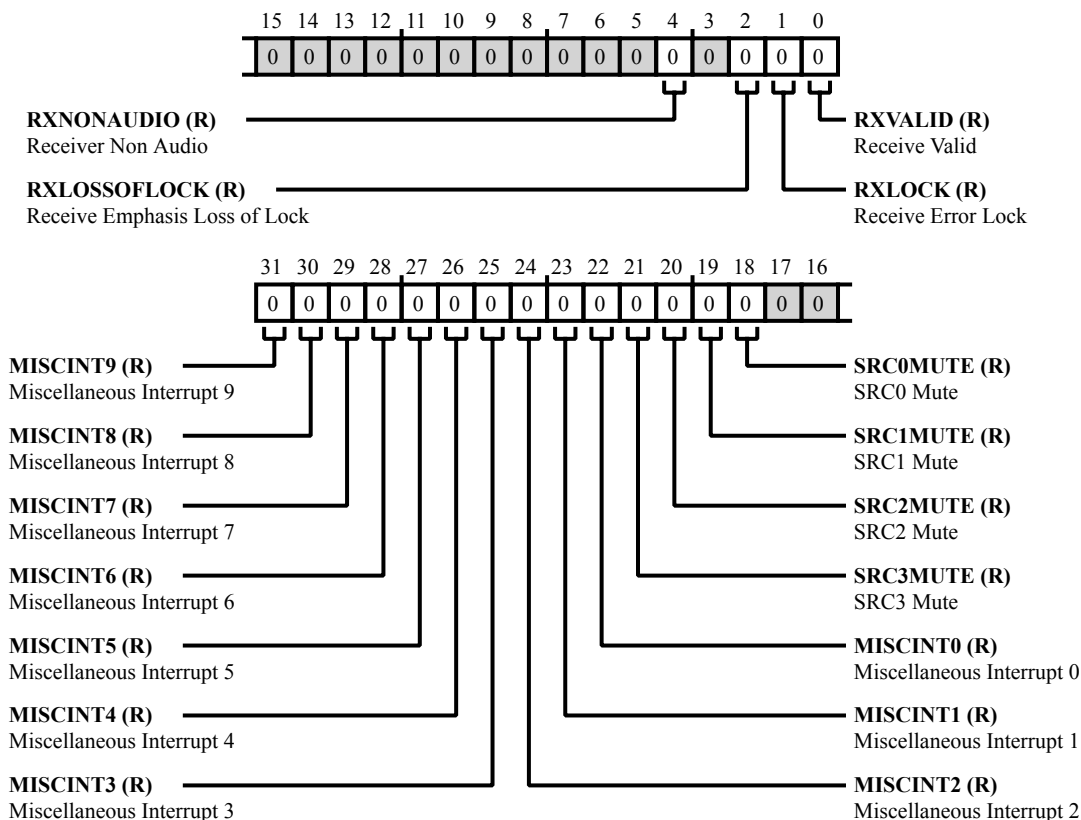 15 14 13 12 11 10 9 8 7 6 5 4 3 2 1 0
0 0 0 0 0 0 0 0 0 0 0 0 0 0 0 0
RXNONAUDIO (R)
Receiver Non Audio
RXVALID (R)
Receive Valid
RXLOSSOFLOCK (R)
Receive Emphasis Loss of Lock
RXLOCK (R)
Receive Error Lock
31 30 29 28 27 26 25 24 23 22 21 20 19 18 17 16
0 0 0 0 0 0 0 0 0 0 0 0 0 0 0 0
MISCINT9 (R)
Miscellaneous Interrupt 9
SRC0MUTE (R)
SRC0 Mute
MISCINT8 (R)
Miscellaneous Interrupt 8
SRC1MUTE (R)
SRC1 Mute
MISCINT7 (R)
Miscellaneous Interrupt 7
SRC2MUTE (R)
SRC2 Mute
MISCINT6 (R)
Miscellaneous Interrupt 6
SRC3MUTE (R)
SRC3 Mute
MISCINT5 (R)
Miscellaneous Interrupt 5
MISCINT0 (R)
Miscellaneous Interrupt 0
MISCINT4 (R)
Miscellaneous Interrupt 4
MISCINT1 (R)
Miscellaneous Interrupt 1
MISCINT3 (R)
Miscellaneous Interrupt 3
MISCINT2 (R)
Miscellaneous Interrupt 2